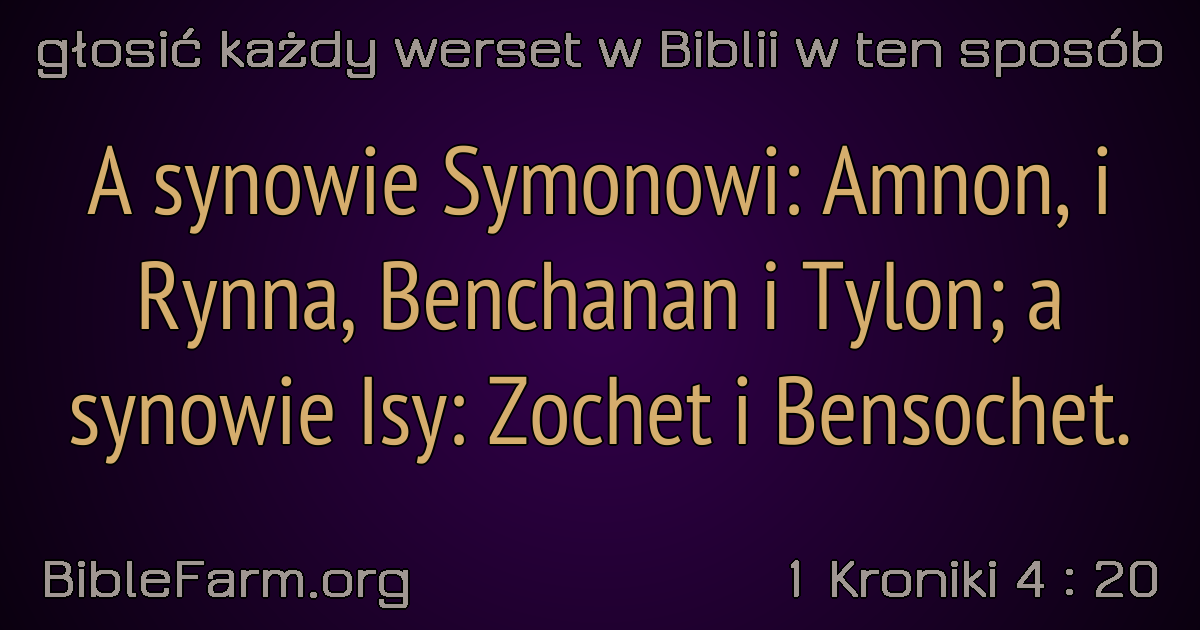 głosić każdy werset w Biblii w ten sposób
A synowie Symonowi: Amnon, i
Rynna, Benchanan i Tylon; a
synowie Isy: Zochet i Bensochet.
BibleFarm.org
1 Kroniki 4 : 20